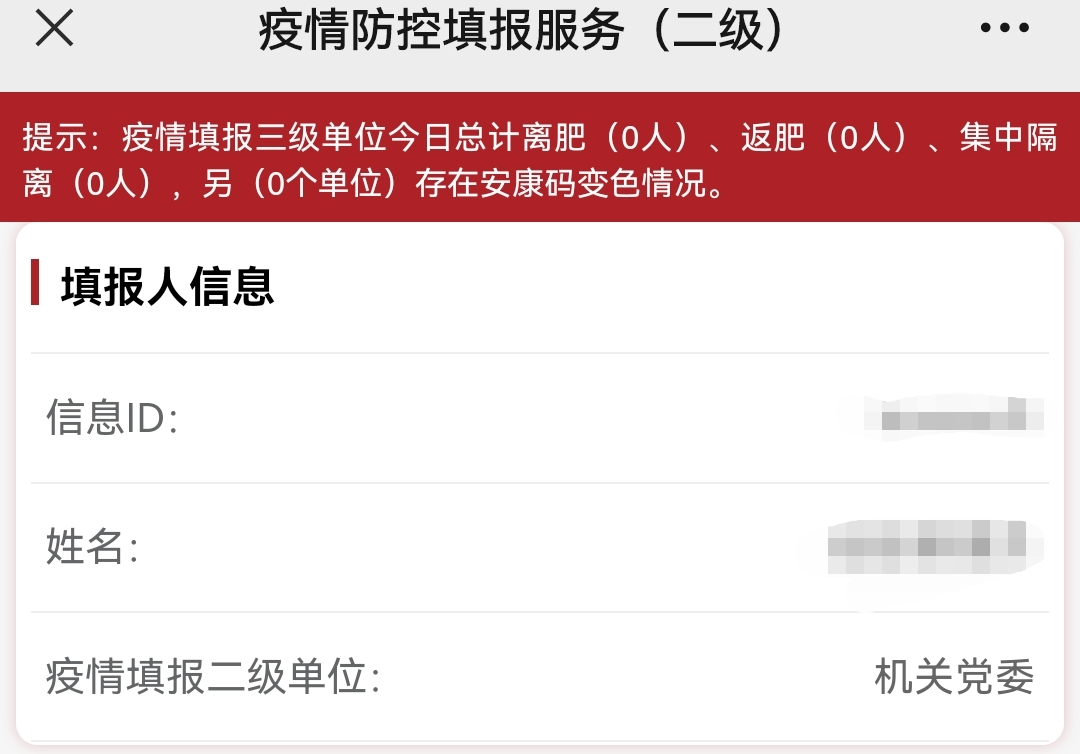 疫情防控填报服务（二级）
提示：疫情填报三级单位今日总计离肥（0人）、返肥（0人）、集中隔
离（0人），另（0个单位）存在安康码变色情况。
填报人信息
信息ID：
姓名：
疫情填报二级单位： 机关党委